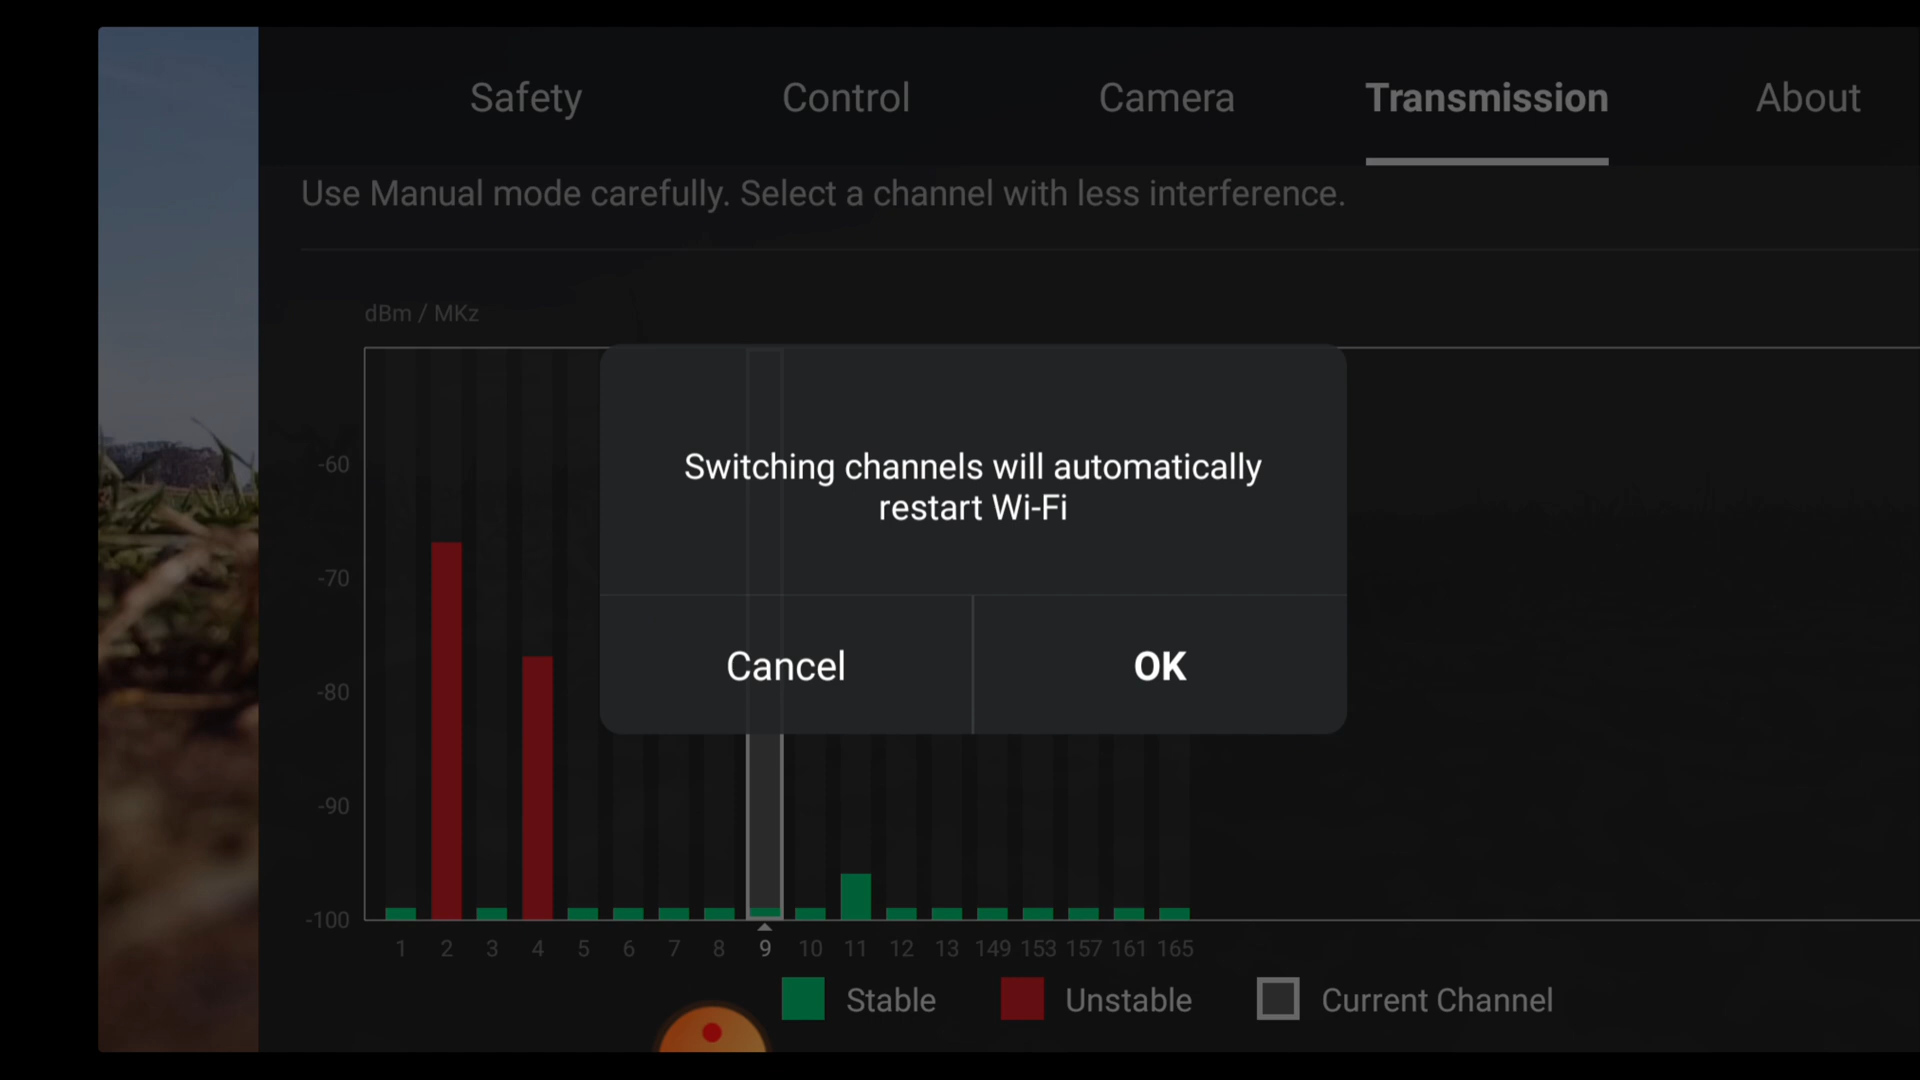 Safety Control Camera Transmission About
Use Manual mode carefully. Select a channel with less interference.
dBm / MKz
Switching channels will automatically
restart Wi-Fi
Cancel OK
-60
-70
-80
-90
-100
1 2 3 4 5 6 7 8 9 10 11 12 13 149 153 157 161 165
Stable Unstable Current Channel